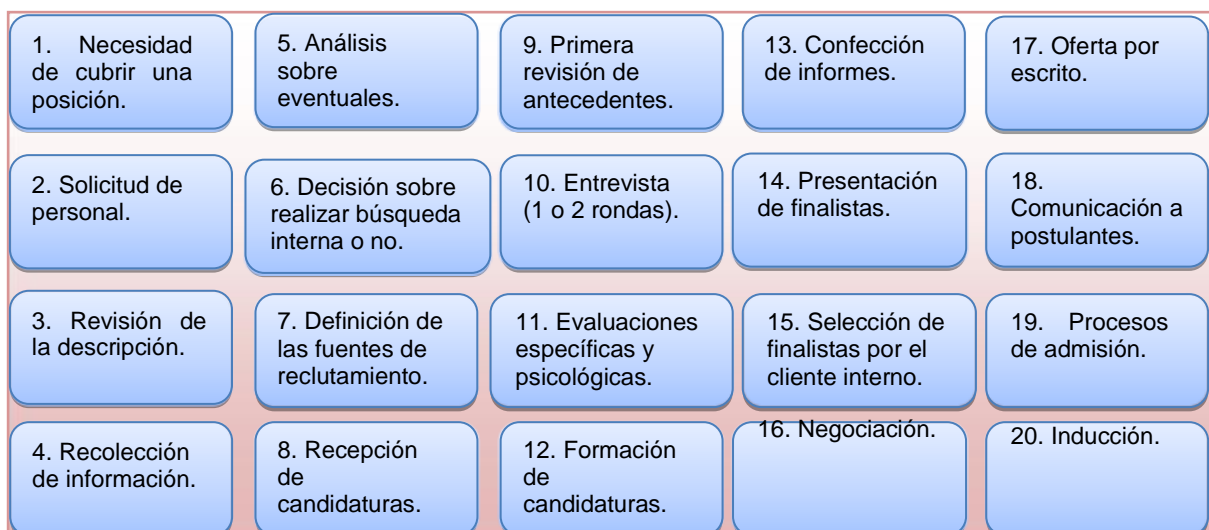 1. Necesidad
de cubrir una
posición.
2. Solicitud de
personal.
3. Revisión de
la descripción.
4. Recolección
de información.
5. Análisis
sobre
eventuales.
6. Decisión sobre
realizar búsqueda
interna o no.
7. Definición de
las fuentes de
reclutamiento.
8. Recepción
de
candidaturas.
9. Primera
revisión de
antecedentes.
10. Entrevista
(1 o 2 rondas).
11. Evaluaciones
específicas y
psicológicas.
12. Formación
de
candidaturas.
13. Confección
de informes.
14. Presentación
de finalistas.
15. Selección de
finalistas por el
cliente interno.
16. Negociación.
17. Oferta por
escrito.
18.
Comunicación a
postulantes.
19. Procesos
de admisión.
20. Inducción.